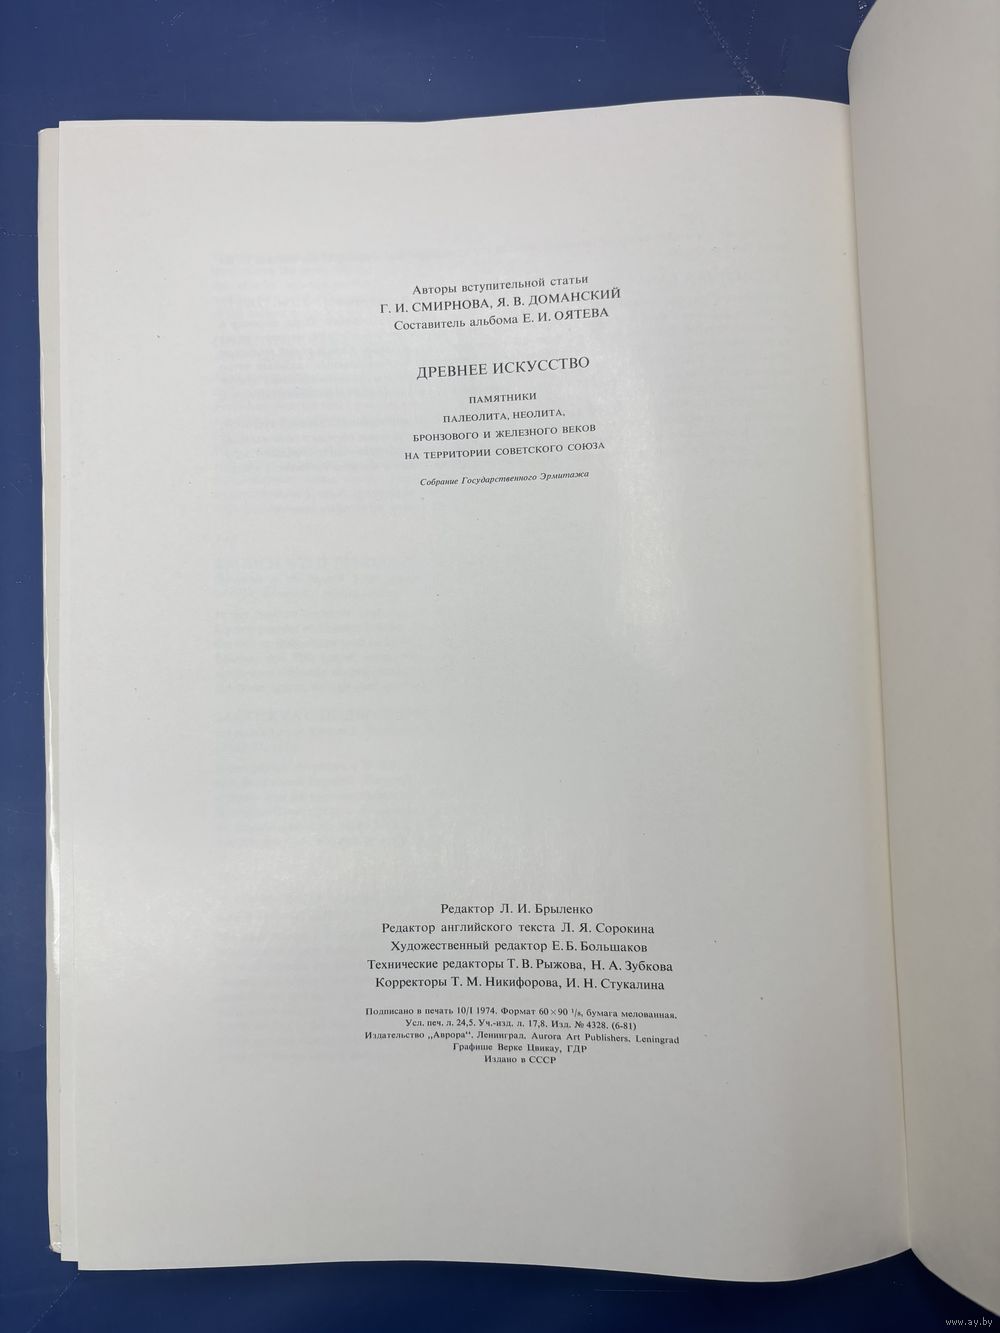 Авторы вступительной статьи
Г. И. СМИРНОВА, Я. В. ДОМАНСКИЙ
Составитель альбома Е. И. ОЯТЕВА
ДРЕВНЕЕ ИСКУССТВО
ПАМЯТНИКИ
ПАЛЕОЛИТА, НЕОЛИТА,
БРОНЗОВОГО И ЖЕЛЕЗНОГО ВЕКОВ
НА ТЕРРИТОРИИ СОВЕТСКОГО СОЮЗА
Собрание Государственного Эрмитажа
Редактор Л. И. Брыленко
Редактор английского текста Л. Я. Сорокина
Художественный редактор Е. Б. Большаков
Технические редакторы Т. В. Рыжова, Н. А. Зубкова
Корректоры Т. М. Никифорова, И. Н. Стукалина
Подписано в печать 10/I 1974. Формат 60×90 ¹/₈, бумага мелованная.
Усл. печ. л. 24,5. Уч.-изд. л. 17,8. Изд. № 4328. (6-81)
Издательство „Аврора“. Ленинград. Aurora Art Publishers. Leningrad
Графише Верке Цвикау, ГДР
Издано в СССР
www.ay.by